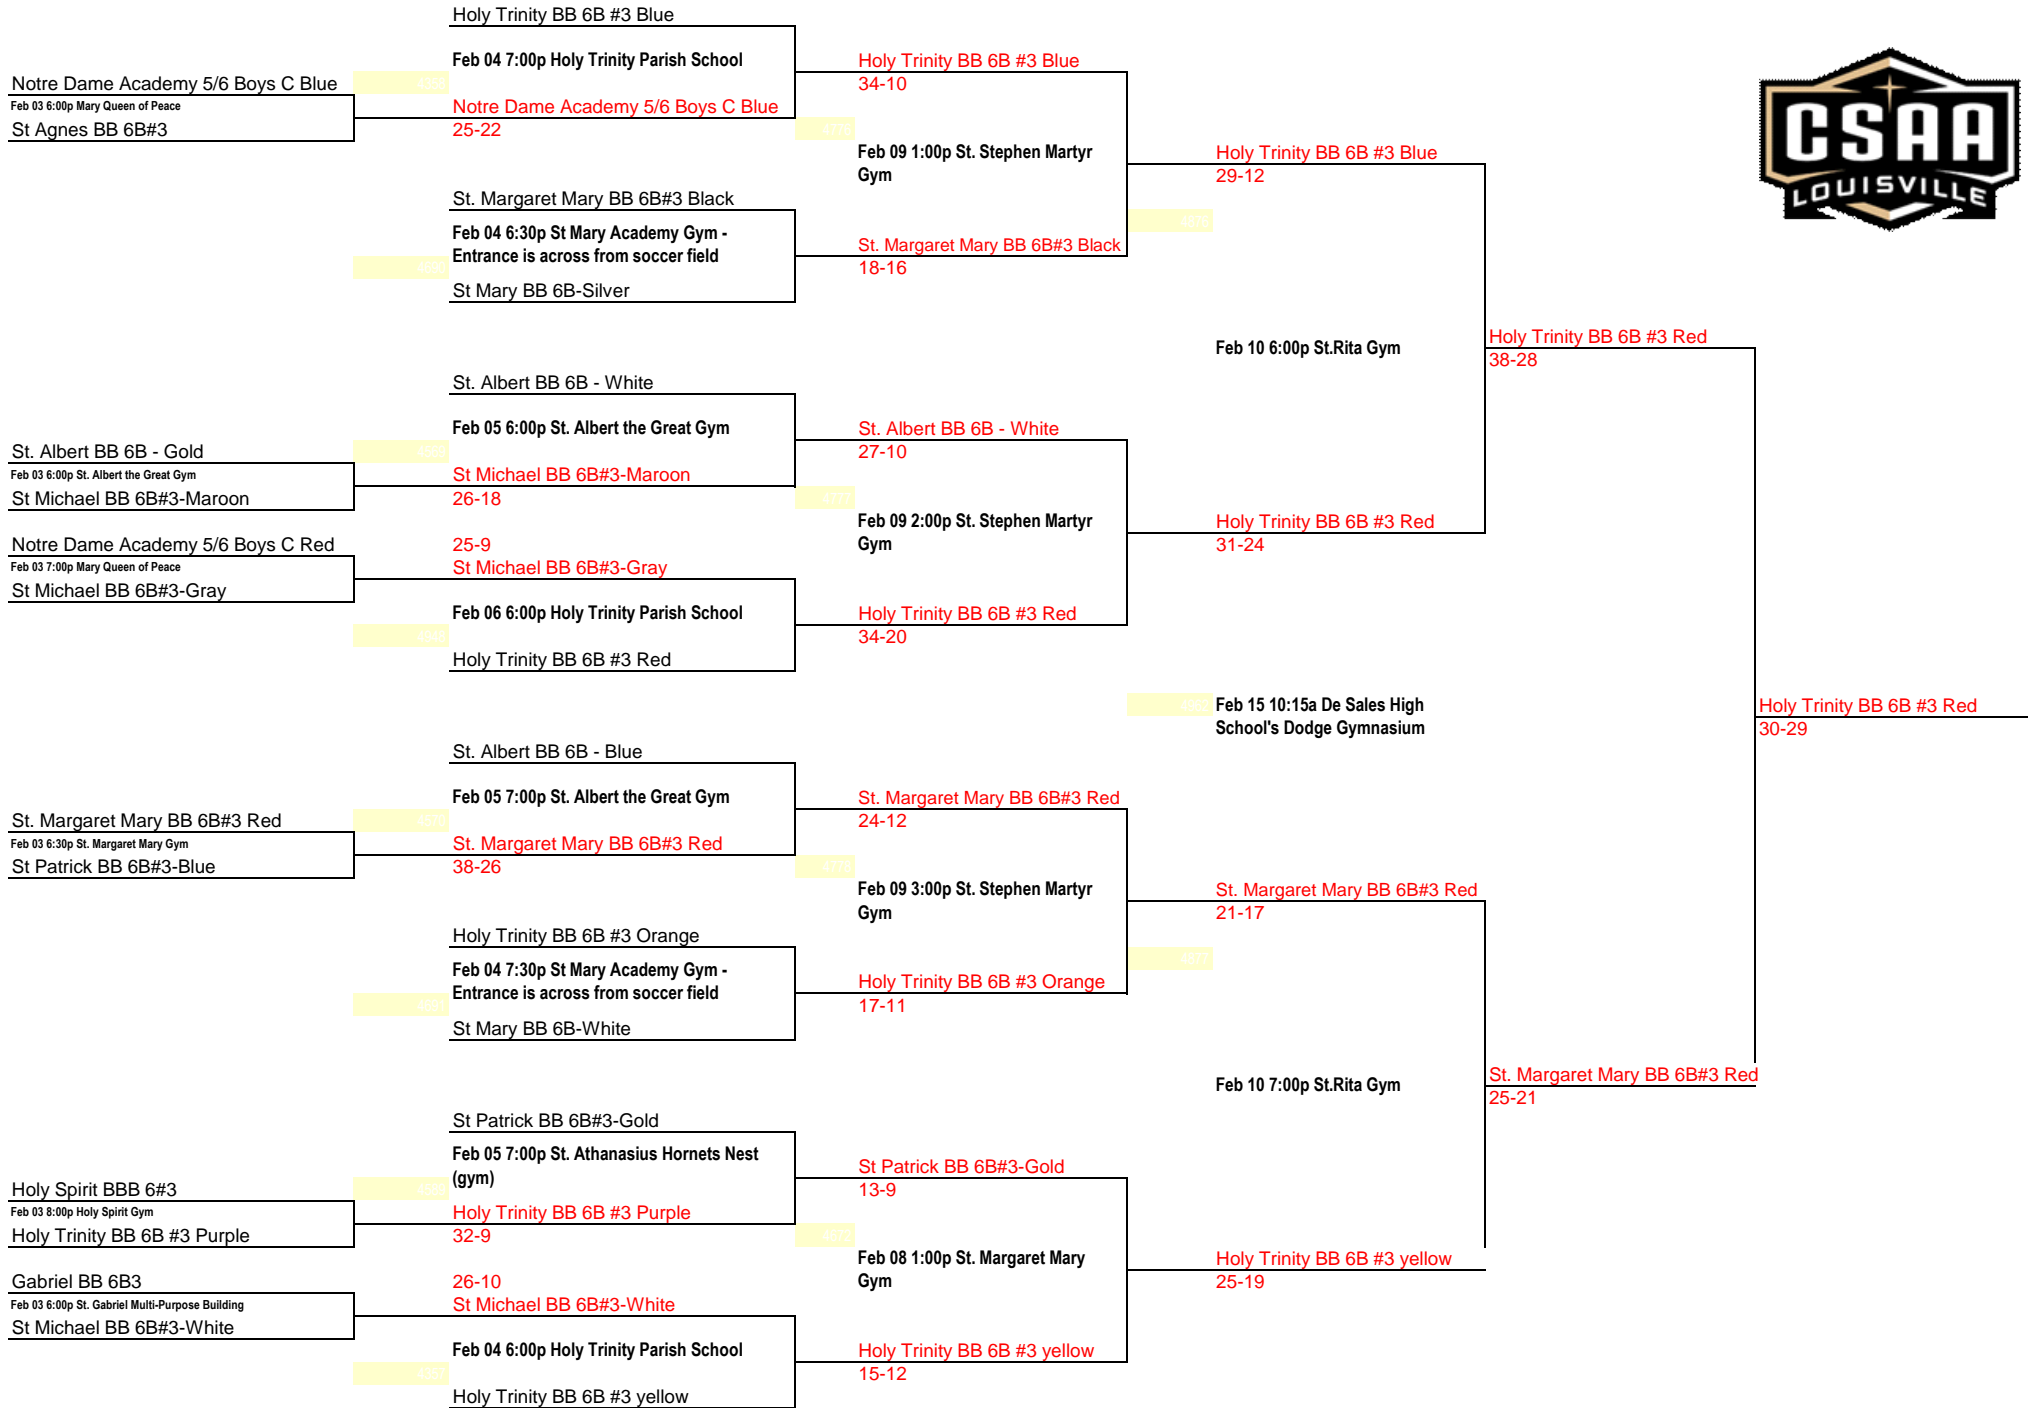 Holy Trinity BB 6B #3 Blue
Feb 04 7:00p Holy Trinity Parish School
Holy Trinity BB 6B #3 Blue
34-10
Notre Dame Academy 5/6 Boys C Blue
Feb 03 6:00p Mary Queen of Peace
St Agnes BB 6B#3
Notre Dame Academy 5/6 Boys C Blue
25-22
Feb 09 1:00p St. Stephen Martyr
Gym
Holy Trinity BB 6B #3 Blue
29-12
CSAA
LOUISVILLE
St. Margaret Mary BB 6B#3 Black
Feb 04 6:30p St Mary Academy Gym -
Entrance is across from soccer field
St Mary BB 6B-Silver
St. Margaret Mary BB 6B#3 Black
18-16
Feb 10 6:00p St.Rita Gym
Holy Trinity BB 6B #3 Red
38-28
St. Albert BB 6B - White
Feb 05 6:00p St. Albert the Great Gym
St. Albert BB 6B - White
27-10
St. Albert BB 6B - Gold
Feb 03 6:00p St. Albert the Great Gym
St Michael BB 6B#3-Maroon
St Michael BB 6B#3-Maroon
26-18
Feb 09 2:00p St. Stephen Martyr
Gym
Holy Trinity BB 6B #3 Red
31-24
Notre Dame Academy 5/6 Boys C Red
Feb 03 7:00p Mary Queen of Peace
St Michael BB 6B#3-Gray
25-9
St Michael BB 6B#3-Gray
Feb 06 6:00p Holy Trinity Parish School
Holy Trinity BB 6B #3 Red
Holy Trinity BB 6B #3 Red
34-20
Feb 15 10:15a De Sales High
School's Dodge Gymnasium
Holy Trinity BB 6B #3 Red
30-29
St. Albert BB 6B - Blue
Feb 05 7:00p St. Albert the Great Gym
St. Margaret Mary BB 6B#3 Red
24-12
St. Margaret Mary BB 6B#3 Red
Feb 03 6:30p St. Margaret Mary Gym
St Patrick BB 6B#3-Blue
St. Margaret Mary BB 6B#3 Red
38-26
Feb 09 3:00p St. Stephen Martyr
Gym
St. Margaret Mary BB 6B#3 Red
21-17
Holy Trinity BB 6B #3 Orange
Feb 04 7:30p St Mary Academy Gym -
Entrance is across from soccer field
St Mary BB 6B-White
Holy Trinity BB 6B #3 Orange
17-11
Feb 10 7:00p St.Rita Gym
St. Margaret Mary BB 6B#3 Red
25-21
St Patrick BB 6B#3-Gold
Feb 05 7:00p St. Athanasius Hornets Nest
(gym)
St Patrick BB 6B#3-Gold
13-9
Holy Spirit BBB 6#3
Feb 03 8:00p Holy Spirit Gym
Holy Trinity BB 6B #3 Purple
Holy Trinity BB 6B #3 Purple
32-9
Feb 08 1:00p St. Margaret Mary
Gym
Holy Trinity BB 6B #3 yellow
25-19
Gabriel BB 6B3
Feb 03 6:00p St. Gabriel Multi-Purpose Building
St Michael BB 6B#3-White
26-10
St Michael BB 6B#3-White
Feb 04 6:00p Holy Trinity Parish School
Holy Trinity BB 6B #3 yellow
Holy Trinity BB 6B #3 yellow
15-12